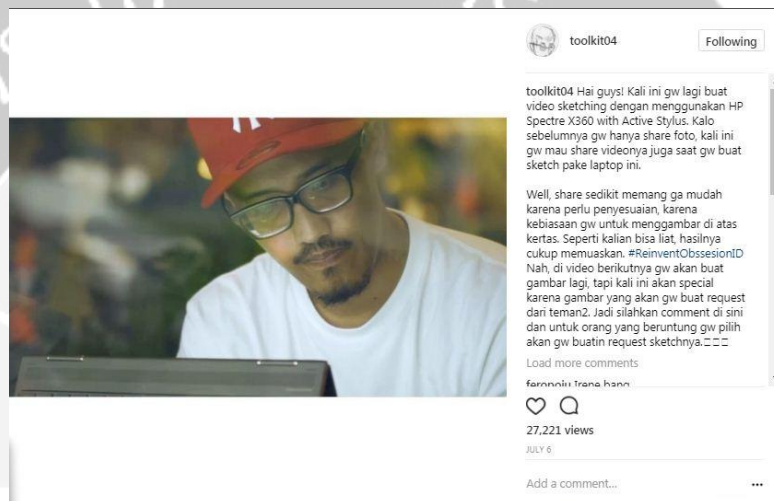 toolkit04
Following
toolkit04 Hai guys! Kali ini gw lagi buat
video sketching dengan menggunakan HP
Spectre X360 with Active Stylus. Kalo
sebelumnya gw hanya share foto, kali ini
gw mau share videonya juga saat gw buat
sketch pake laptop ini.
Well, share sedikit memang ga mudah
karena perlu penyesuaian, karena
kebiasaan gw untuk menggambar di atas
kertas. Seperti kalian bisa liat, hasilnya
cukup memuaskan. #ReinventObssesionID
Nah, di video berikutnya gw akan buat
gambar lagi, tapi kali ini akan special
karena gambar yang akan gw buat request
dari teman2. Jadi silahkan comment di sini
dan untuk orang yang beruntung gw pilih
akan gw buatin request sketchnya.□□□
Load more comments
27,221 views
JULY 6
Add a comment...